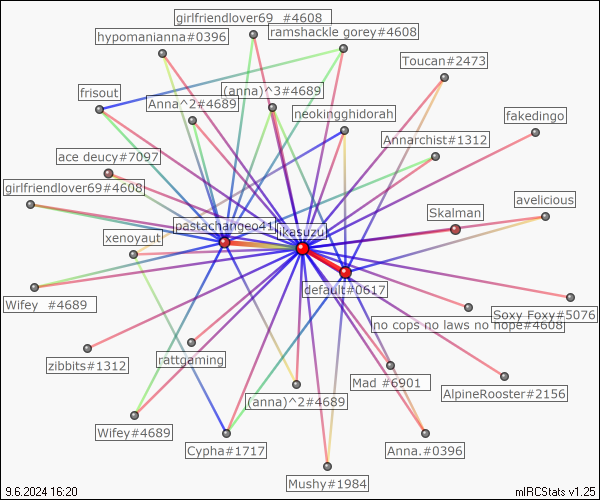 girlfriendlover69   #4608
ramshackle gorey#4608
hypomanianna#0396
Toucan#2473
frisout
(anna)^3#4689
Anna^2#4689
neokingghidorah
fakedingo
Annarchist#1312
ace deucy#7097
girlfriendlover69#4608
avelicious
Skalman
pastachangeo41
likasuzu
xenoyaut
default#0617
Wifey   #4689
Soxy Foxy#5076
no cops no laws no hope#4608
rattgaming
zibbits#1312
Mad #6901
AlpineRooster#2156
(anna)^2#4689
Wifey#4689
Cypha#1717
Anna.#0396
Mushy#1984
9.6.2024 16:20
mIRCStats v1.25